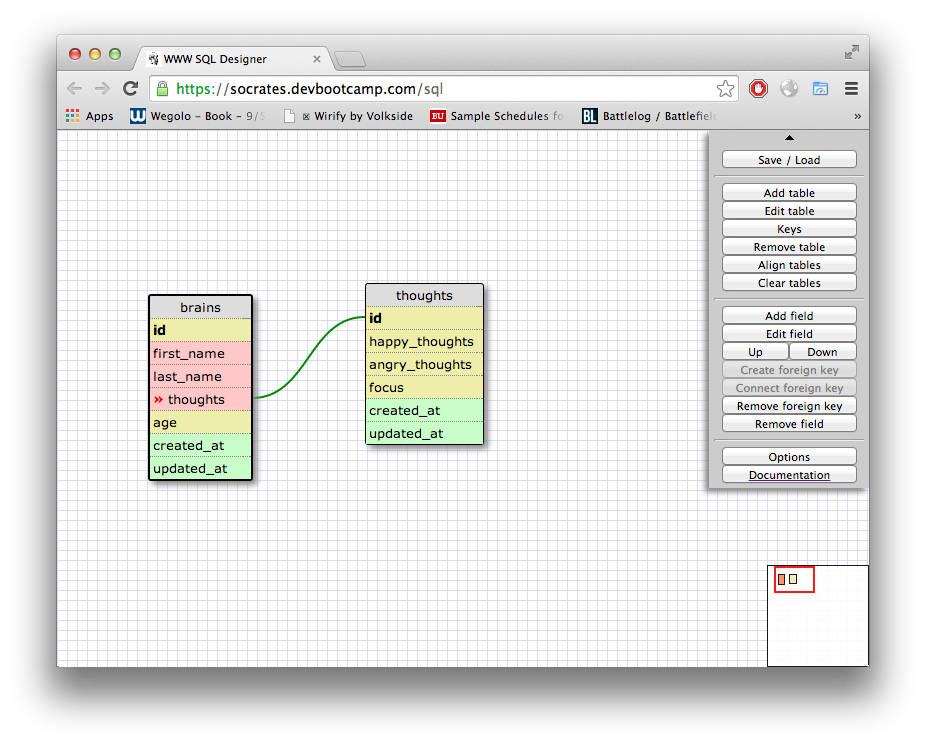 WWW SQL Designer
https://socrates.devbootcamp.com/sql
Apps
Wegolo – Book – 9/5
Wirify by Volkside
BU Sample Schedules fo
BL Battlelog / Battlefield
»
Save / Load
Add table
Edit table
Keys
Remove table
Align tables
Clear tables
Add field
Edit field
Up Down
Create foreign key
Connect foreign key
Remove foreign key
Remove field
Options
Documentation
brains
id
first_name
last_name
» thoughts
age
created_at
updated_at
thoughts
id
happy_thoughts
angry_thoughts
focus
created_at
updated_at